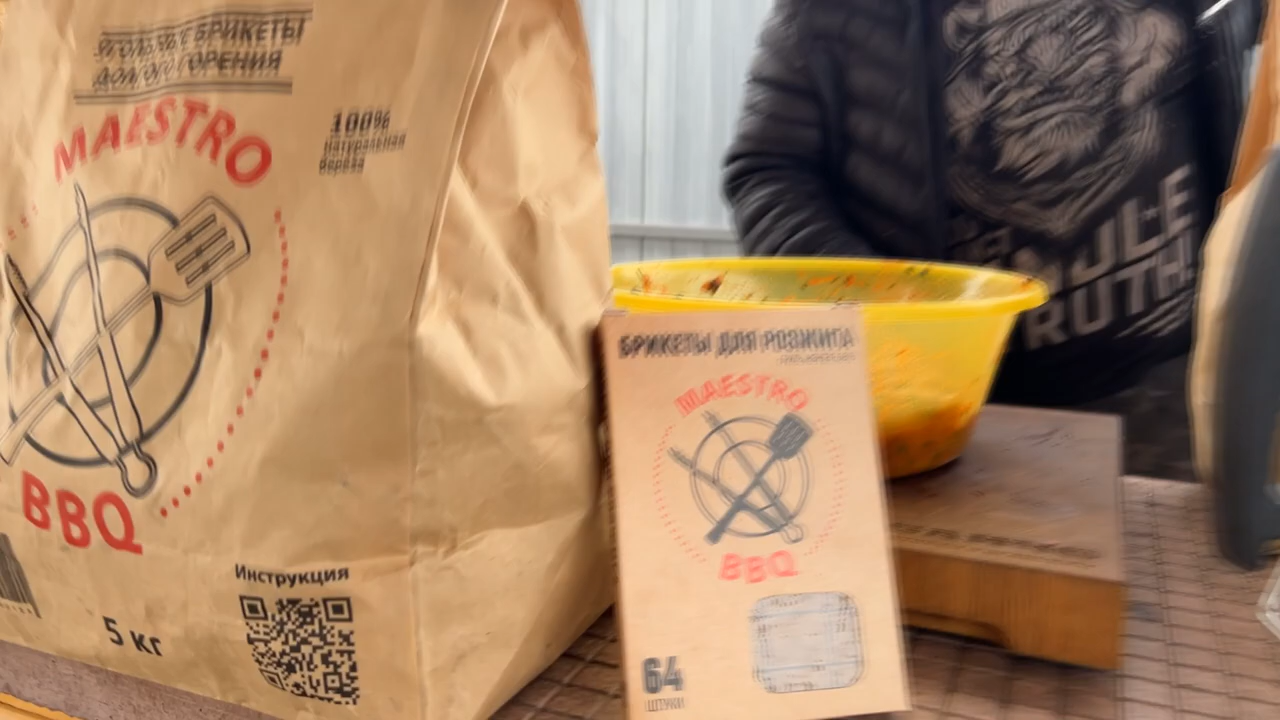 УГОЛЬНЫЕ БРИКЕТЫ
ДОЛГОГО ГОРЕНИЯ
MAESTRO
100%
натуральная
береза
BBQ
Инструкция
5 кг
БРИКЕТЫ ДЛЯ РОЗЖИГА
MAESTRO
BBQ
64
ШТУКИ